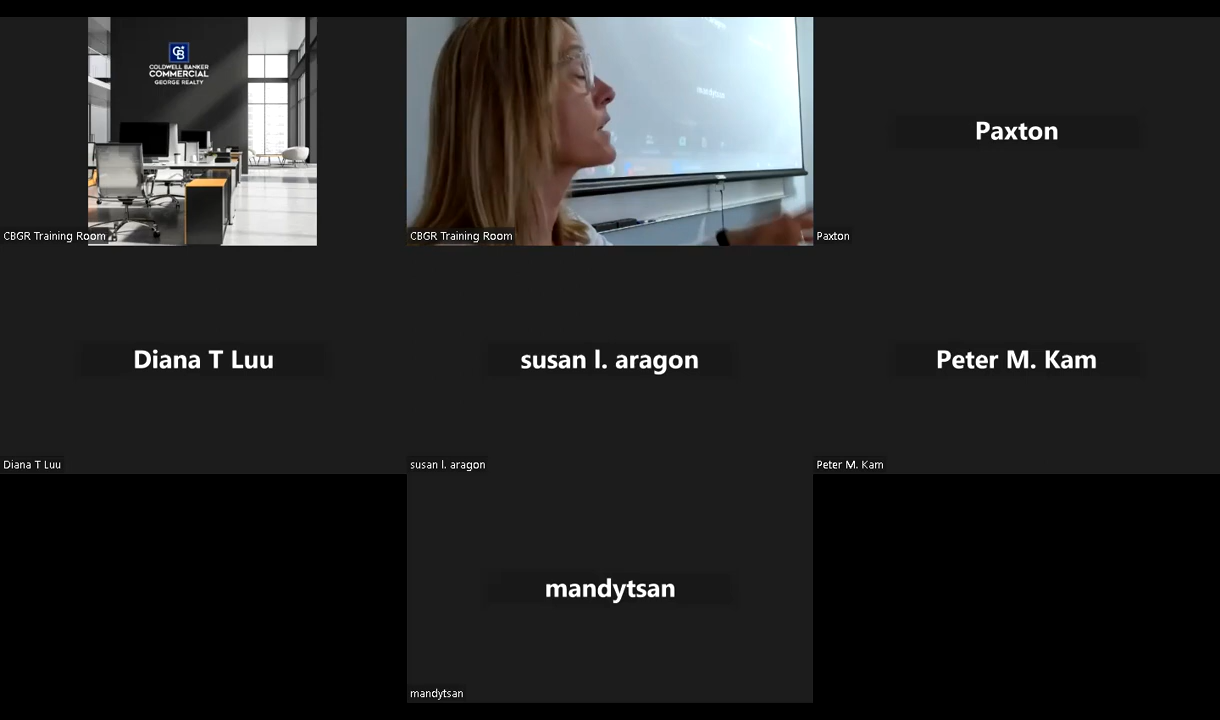 COLDWELL BANKER
COMMERCIAL
GEORGE REALTY
CBGR Training Room
mandytsan
CBGR Training Room
Paxton
Paxton
Diana T Luu
Diana T Luu
susan l. aragon
susan l. aragon
Peter M. Kam
Peter M. Kam
mandytsan
mandytsan